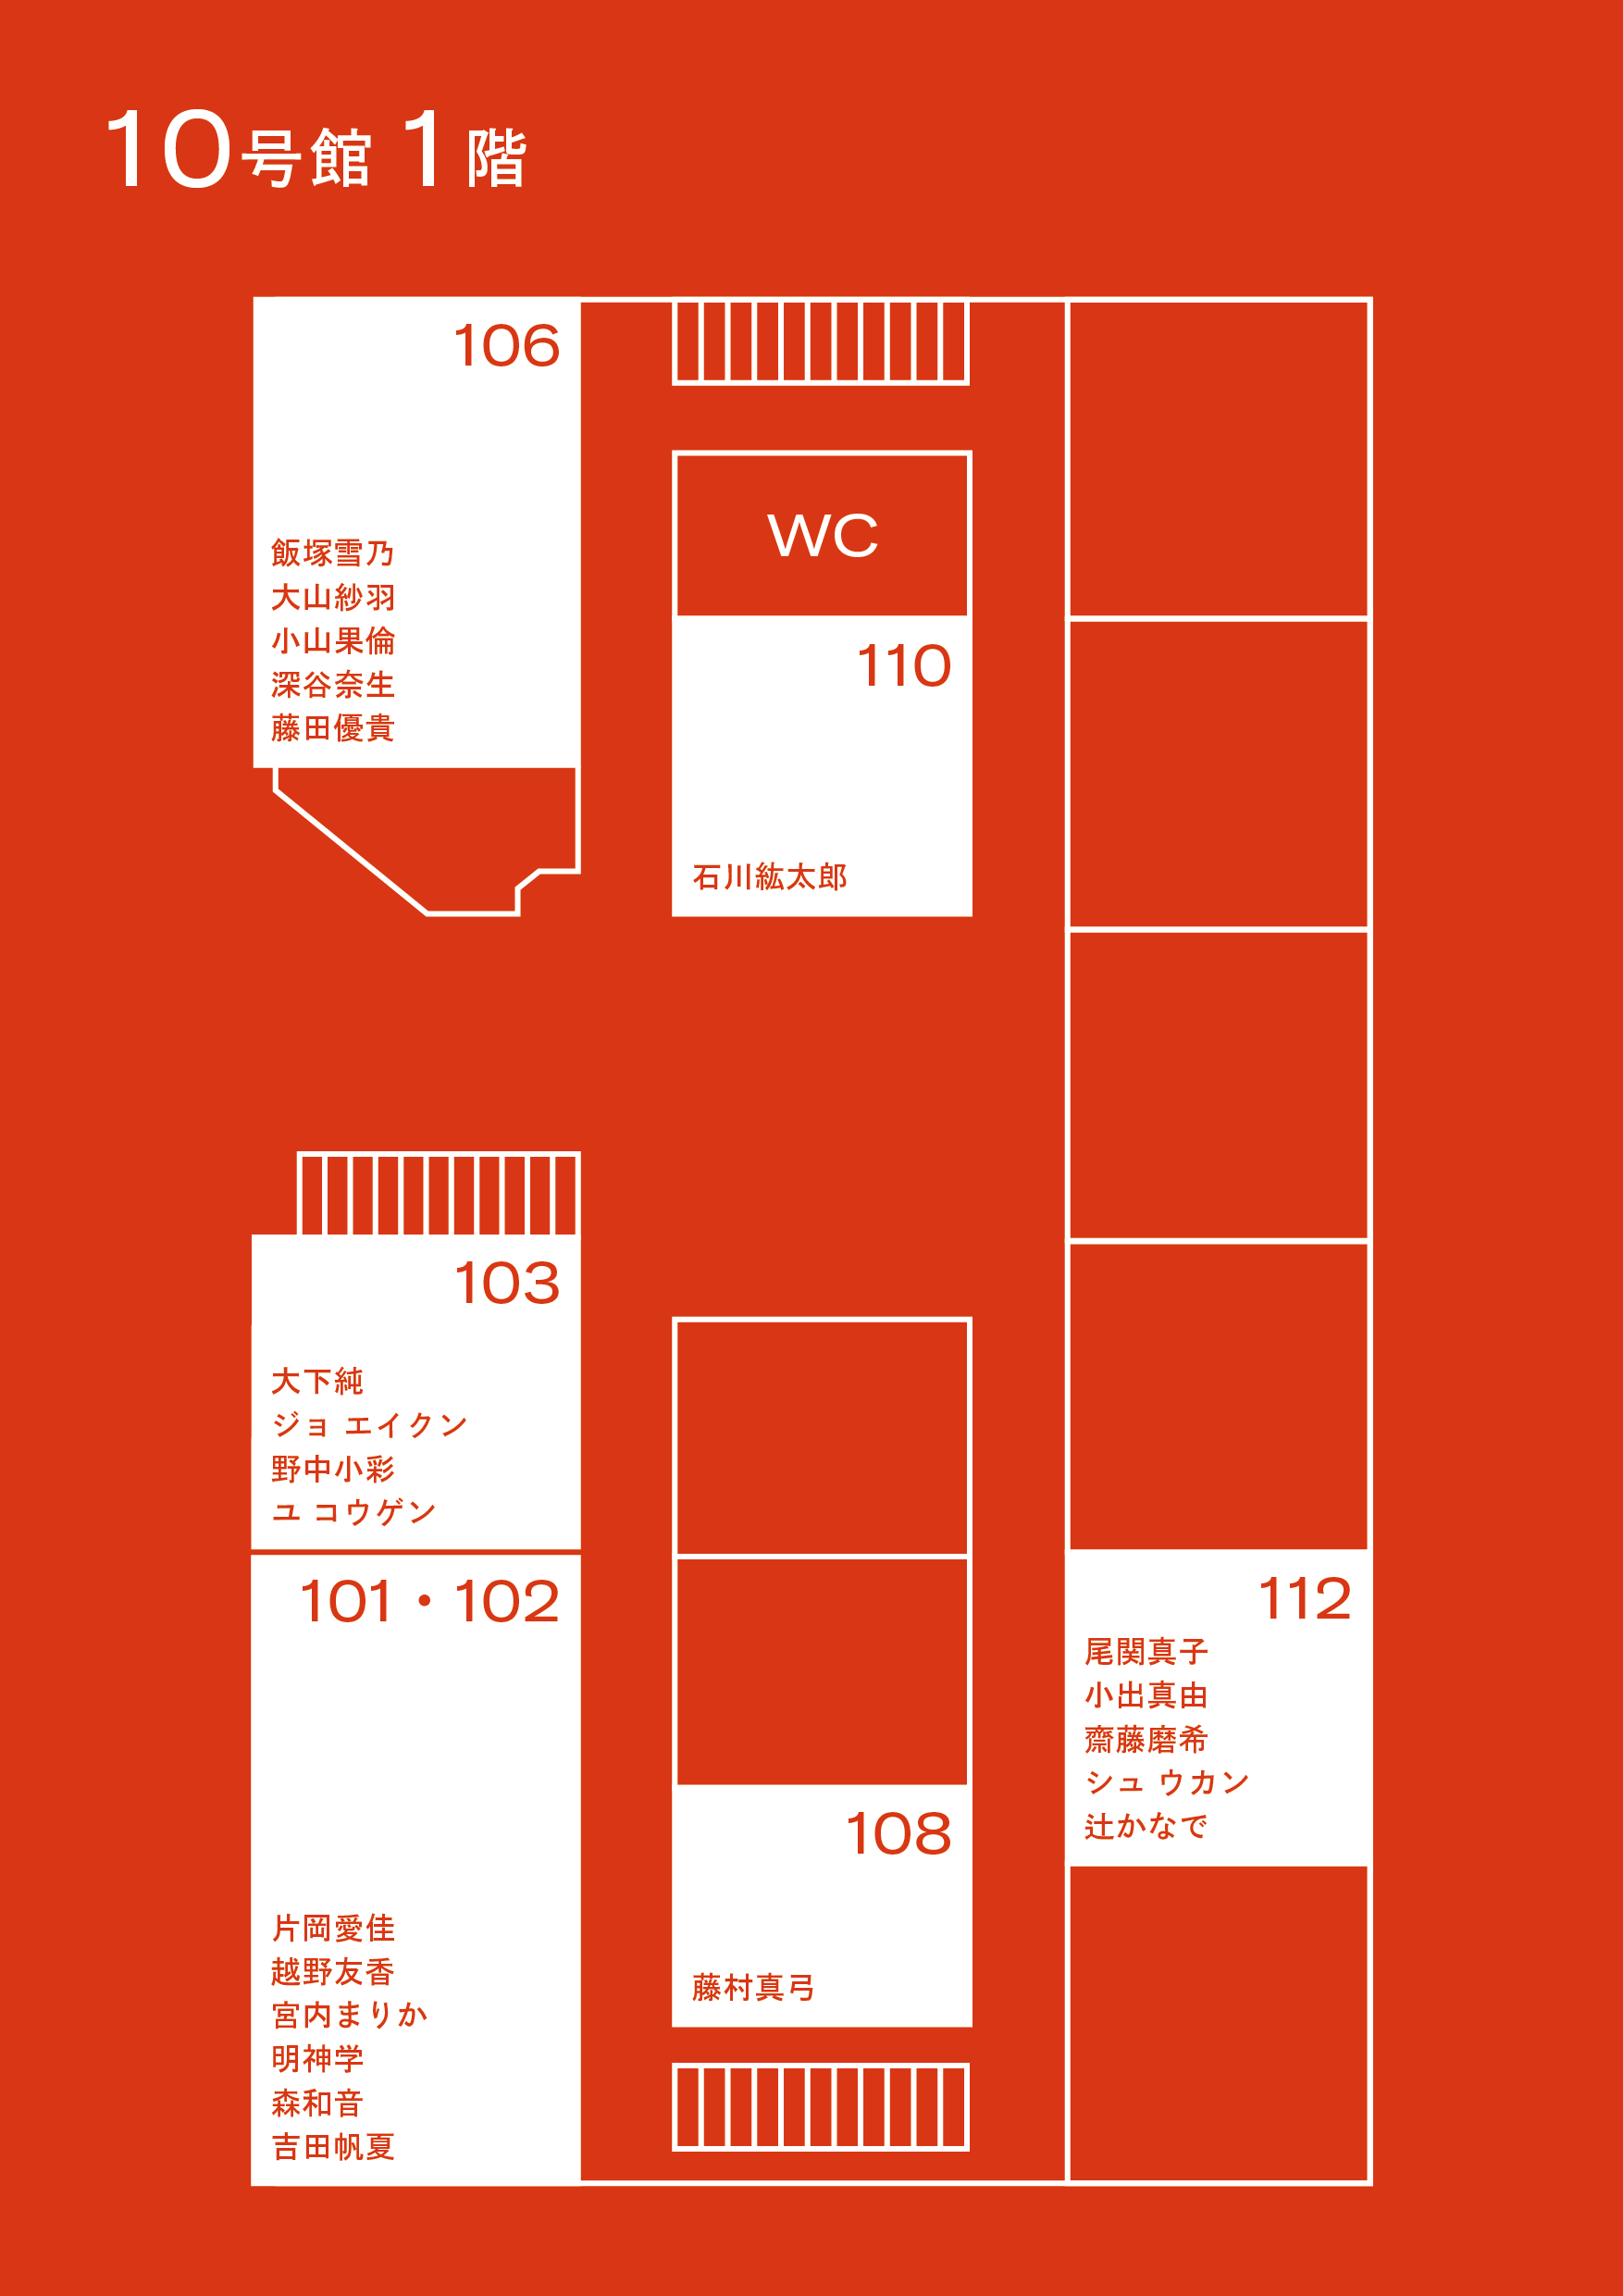 10号館 1階
106
飯塚雪乃
大山紗羽
小山果倫
深谷奈生
藤田優貴
WC
110
石川紘太郎
103
大下純
ジョ エイクン
野中小彩
ユ コウゲン
101・102
片岡愛佳
越野友香
宮内まりか
明神学
森和音
吉田帆夏
108
藤村真弓
112
尾関真子
小出真由
齋藤磨希
シュ ウカン
辻かなで